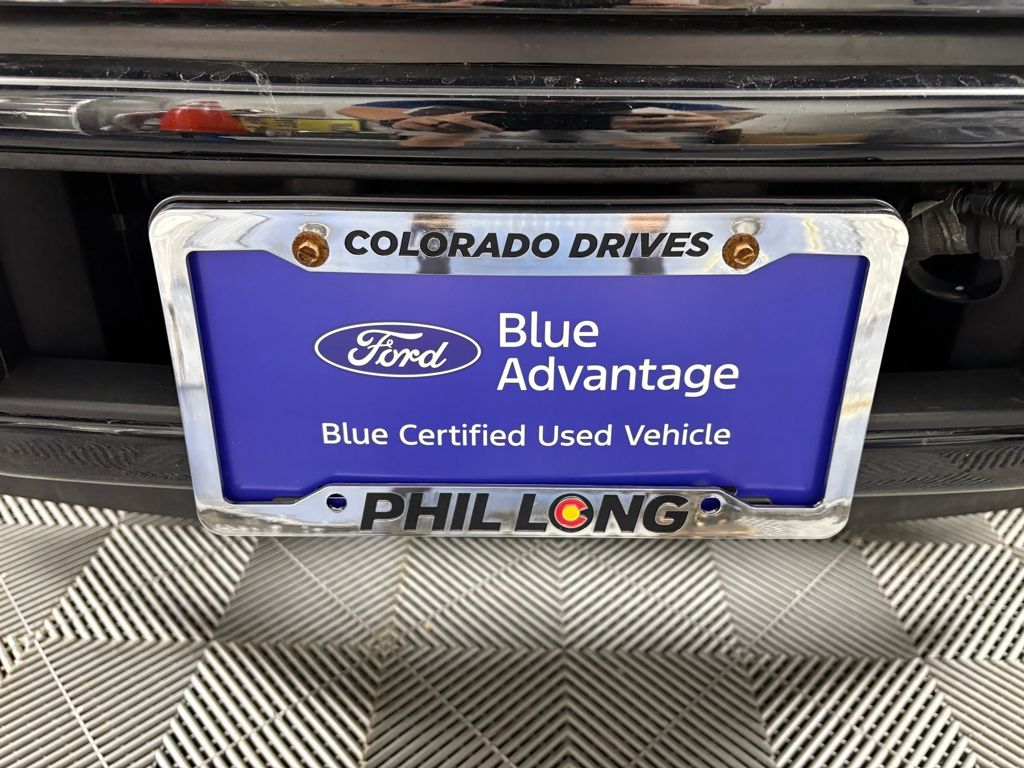 COLORADO DRIVES
Ford
Blue
Advantage
Blue Certified Used Vehicle
PHIL LONG